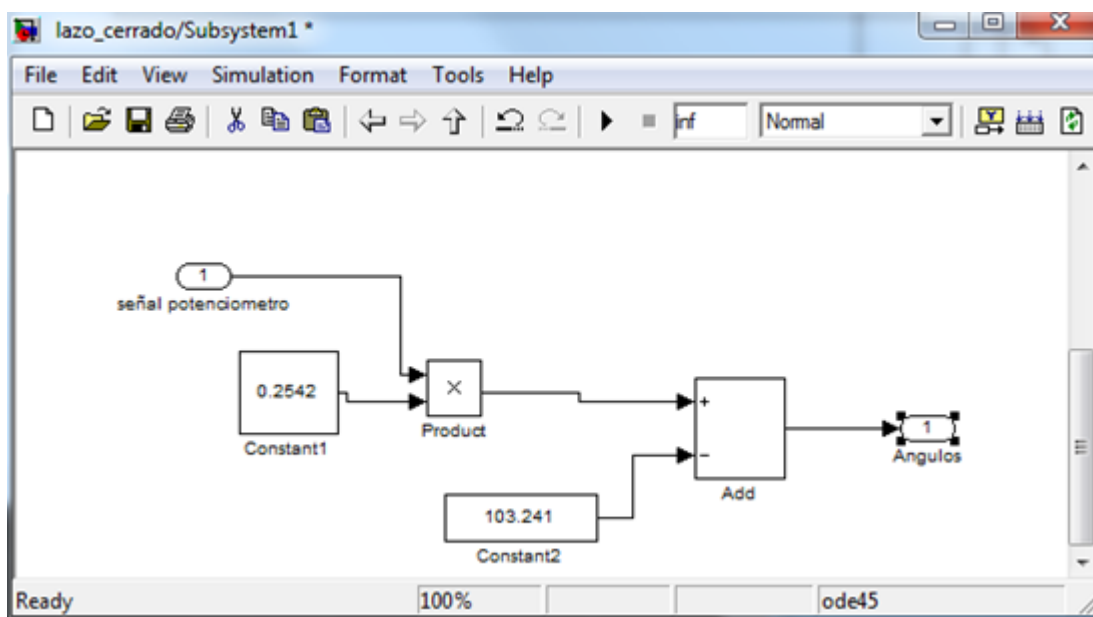 lazo_cerrado/Subsystem1 *
File Edit View Simulation Format Tools Help
inf Normal
1
señal potenciometro
0.2542
Constant1
×
Product
+
−
Add
103.241
Constant2
1
Angulos
Ready 100% ode45